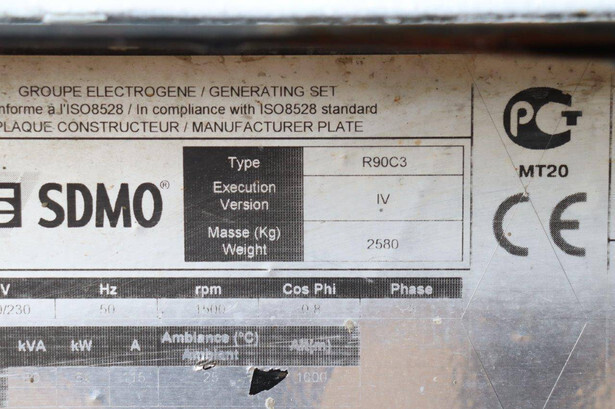 GROUPE ELECTROGENE / GENERATING SET
nforme à l'ISO8528 / In compliance with ISO8528 standard
PLAQUE CONSTRUCTEUR / MANUFACTURER PLATE
SDMO®
Type R90C3
Execution Version IV
Masse (Kg) Weight 2580
PCT
MT20
CE
V Hz rpm Cos Phi Phase
/230 50 1500 0.8
kVA kW A Ambiance (°C) Ambient Alt(m)
25 1000